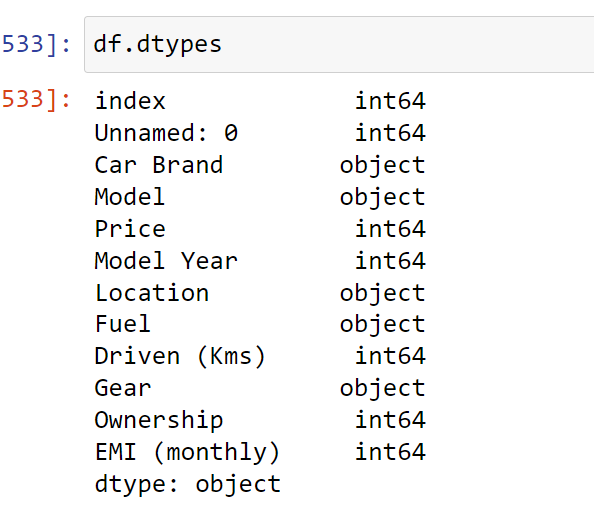 533]: df.dtypes
533]: index int64
Unnamed: 0 int64
Car Brand object
Model object
Price int64
Model Year int64
Location object
Fuel object
Driven (Kms) int64
Gear object
Ownership int64
EMI (monthly) int64
dtype: object